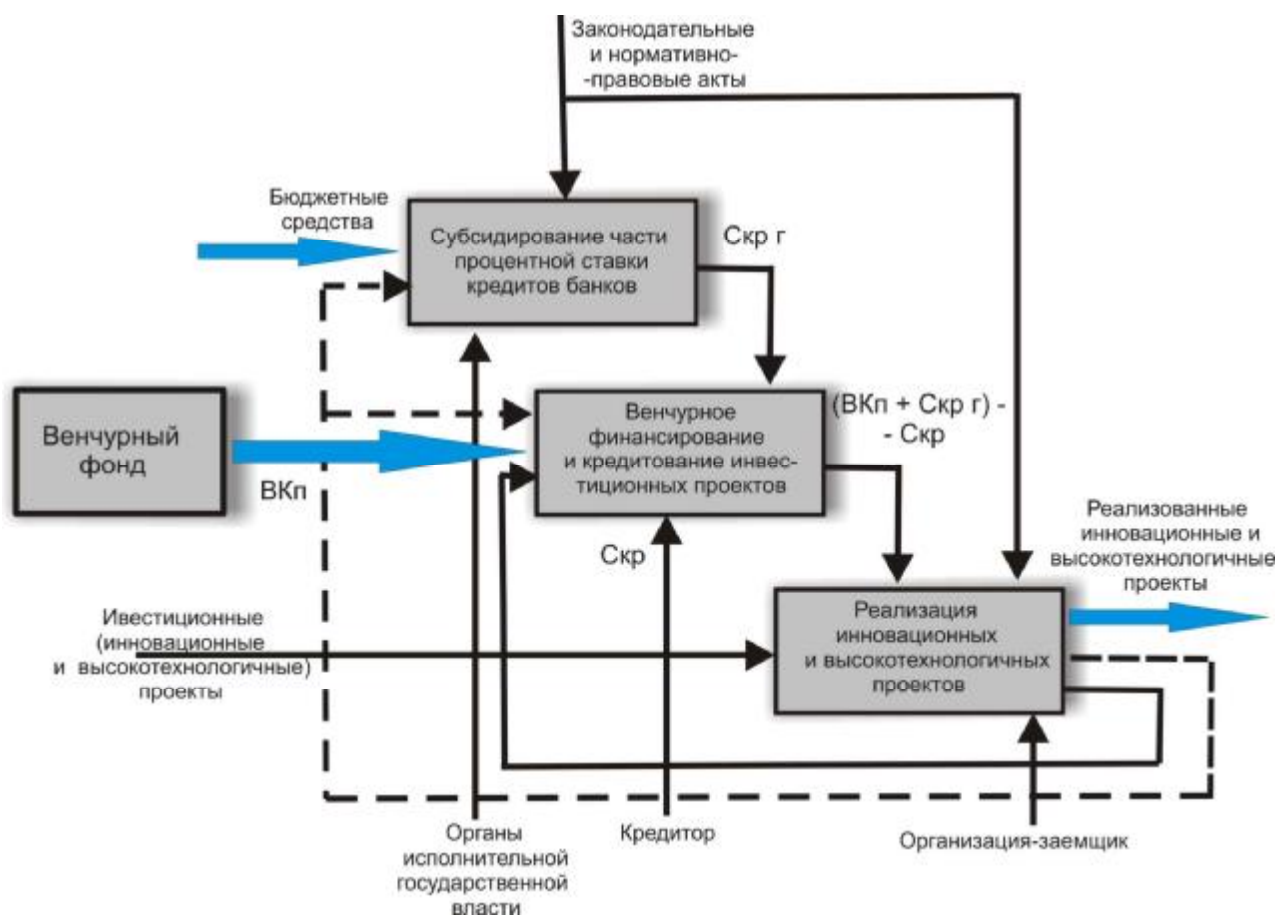 Законодательные
и нормативно-
-правовые акты
Бюджетные
средства
Субсидирование части
процентной ставки
кредитов банков
Скр г
Венчурный
фонд
ВКп
Венчурное
финансирование
и кредитование инвес-
тиционных проектов
(ВКп + Скр г) -
- Скр
Скр
Реализованные
инновационные и
высокотехнологичные
проекты
Ивестиционные
(инновационные
и высокотехнологичные)
проекты
Реализация
инновационных
и высокотехнологичных
проектов
Органы
исполнительной
государственной
власти
Кредитор
Организация-заемщик